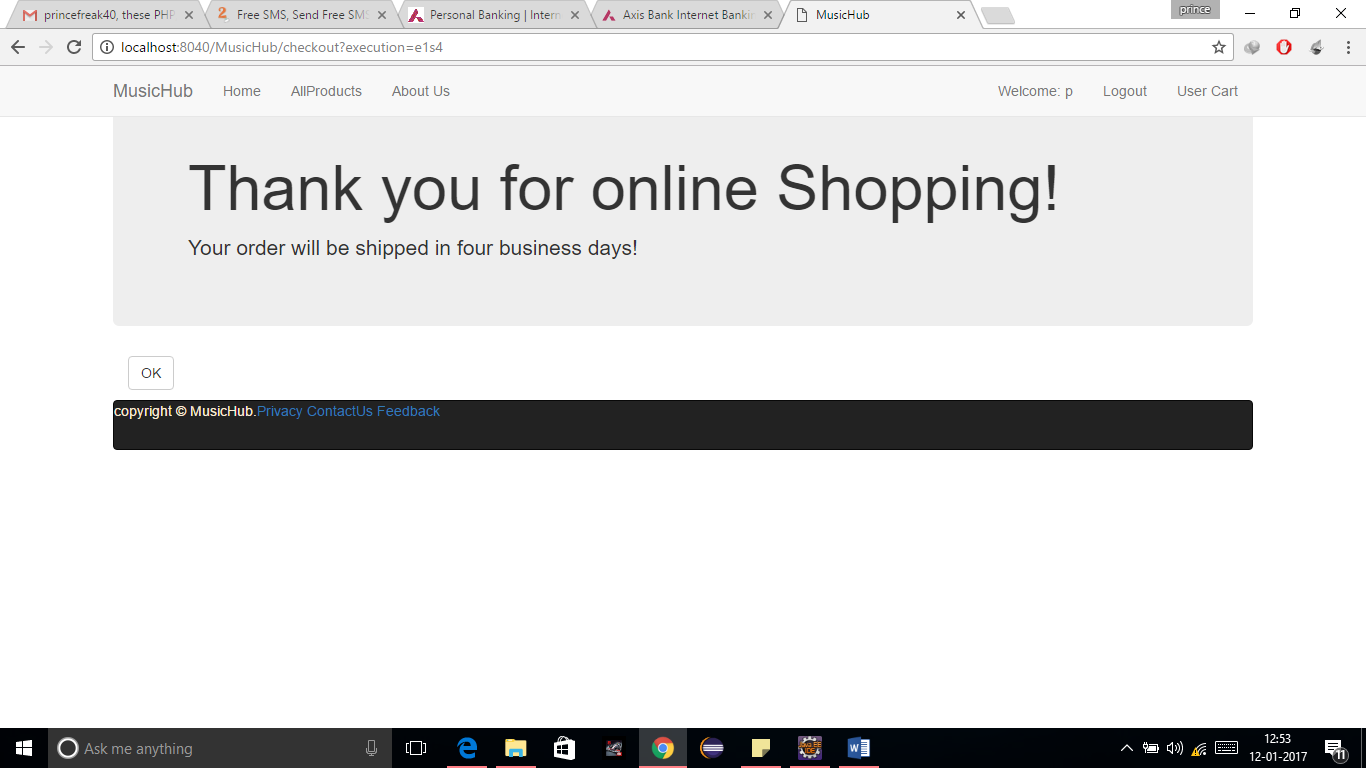 princefreak40, these PHP
Free SMS, Send Free SMS
Personal Banking | Intern
Axis Bank Internet Bankin
MusicHub
prince
localhost:8040/MusicHub/checkout?execution=e1s4
MusicHub Home AllProducts About Us Welcome: p Logout User Cart
Thank you for online Shopping!
Your order will be shipped in four business days!
OK
copyright © MusicHub.Privacy ContactUs Feedback
Ask me anything
12:53
12-01-2017
11